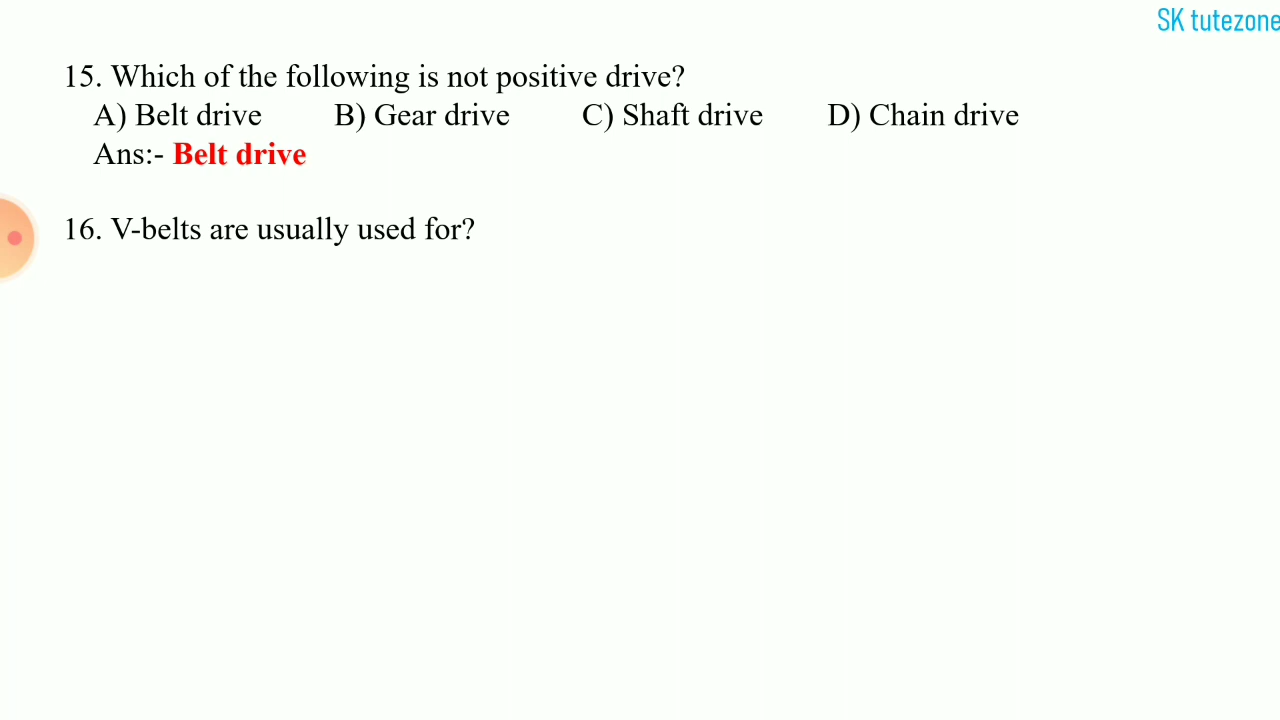 SK tutezone
15. Which of the following is not positive drive?
A) Belt drive B) Gear drive C) Shaft drive D) Chain drive
Ans:- Belt drive
16. V-belts are usually used for?